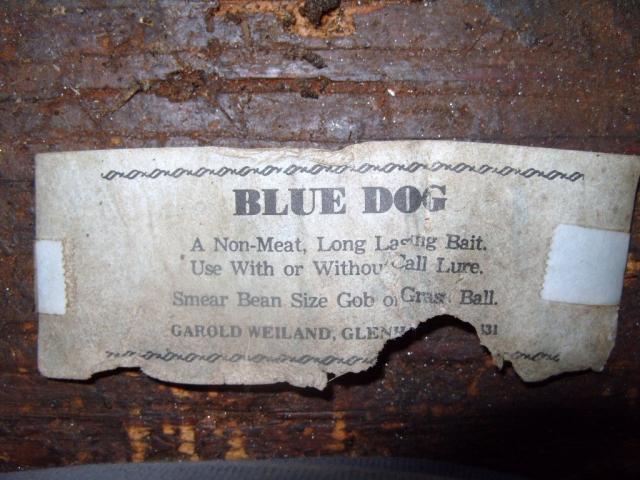 BLUE DOG
A Non-Meat, Long Lasting Bait.
Use With or Without Call Lure.
Smear Bean Size Gob on Grass Ball.
GAROLD WEILAND, GLENH 31